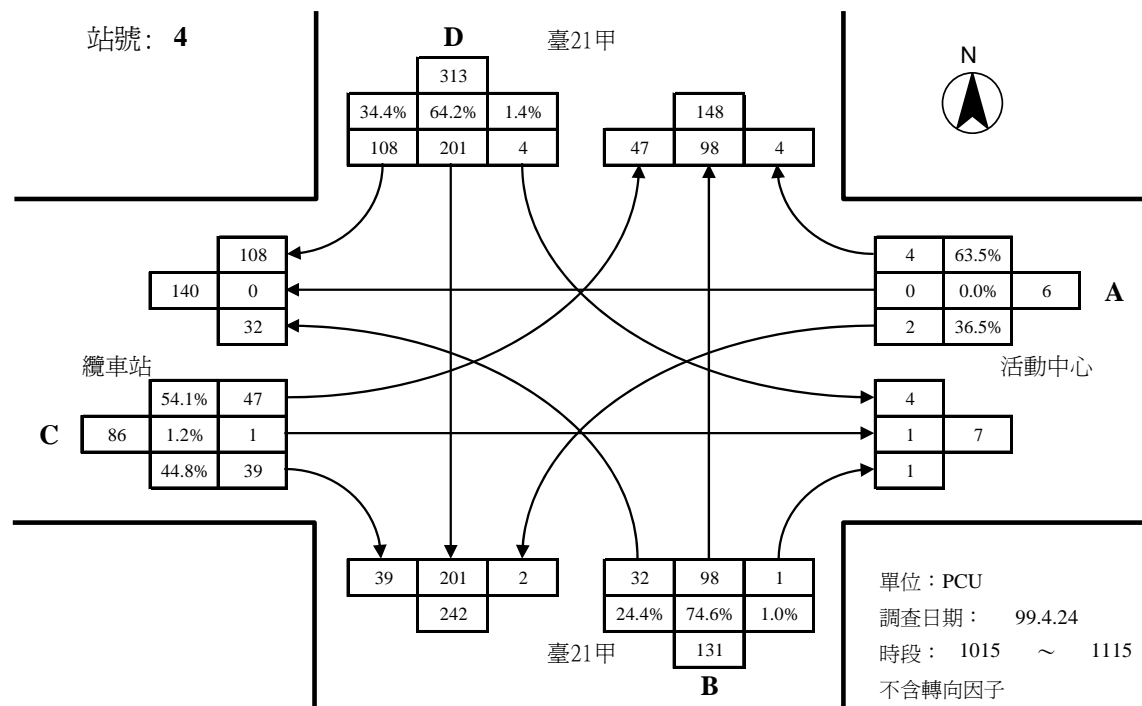 站號: 4
D
臺21甲
N
313
34.4% 64.2% 1.4%
108 201 4
148
47 98 4
108
140 0
32
4 63.5%
0 0.0% 6
2 36.5%
A
纜車站
活動中心
54.1% 47
C 86 1.2% 1
44.8% 39
4
1 7
1
39 201 2
242
32 98 1
24.4% 74.6% 1.0%
131
臺21甲
B
單位：PCU
調查日期： 99.4.24
時段： 1015 ～ 1115
不含轉向因子